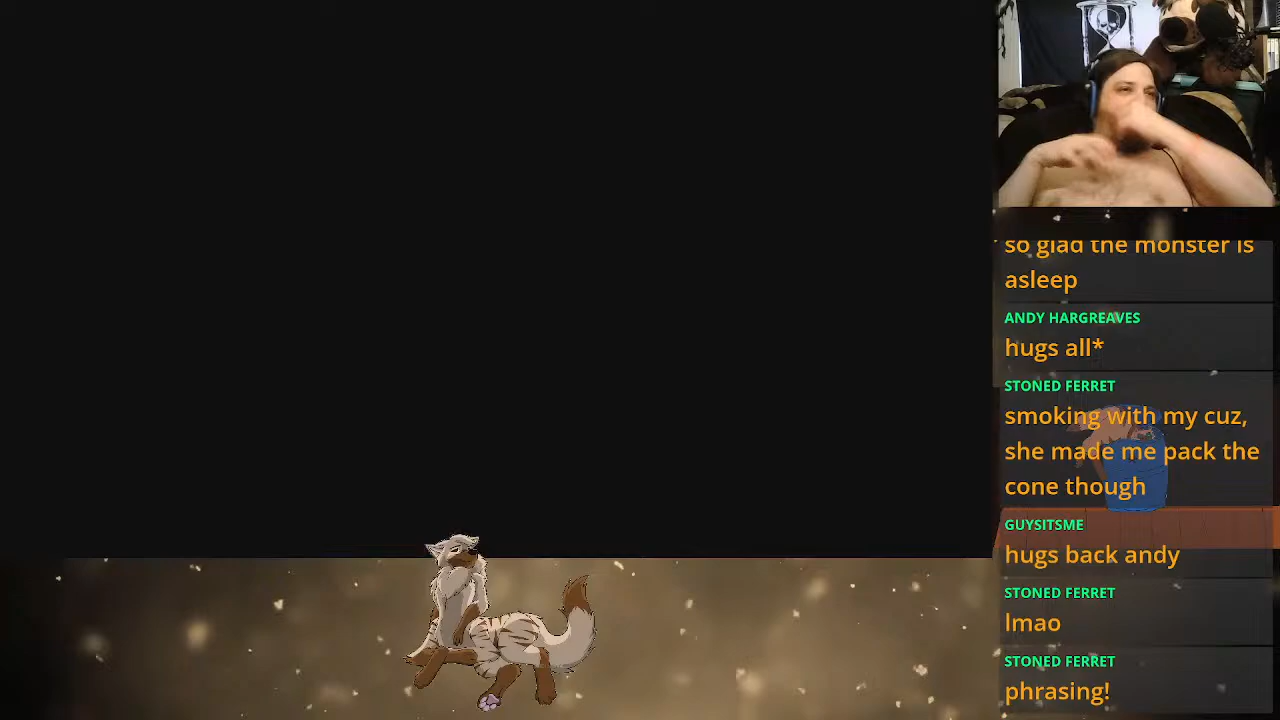 so glad the monster is
asleep
ANDY HARGREAVES
hugs all*
STONED FERRET
smoking with my cuz,
she made me pack the
cone though
GUYSITSME
hugs back andy
STONED FERRET
lmao
STONED FERRET
phrasing!